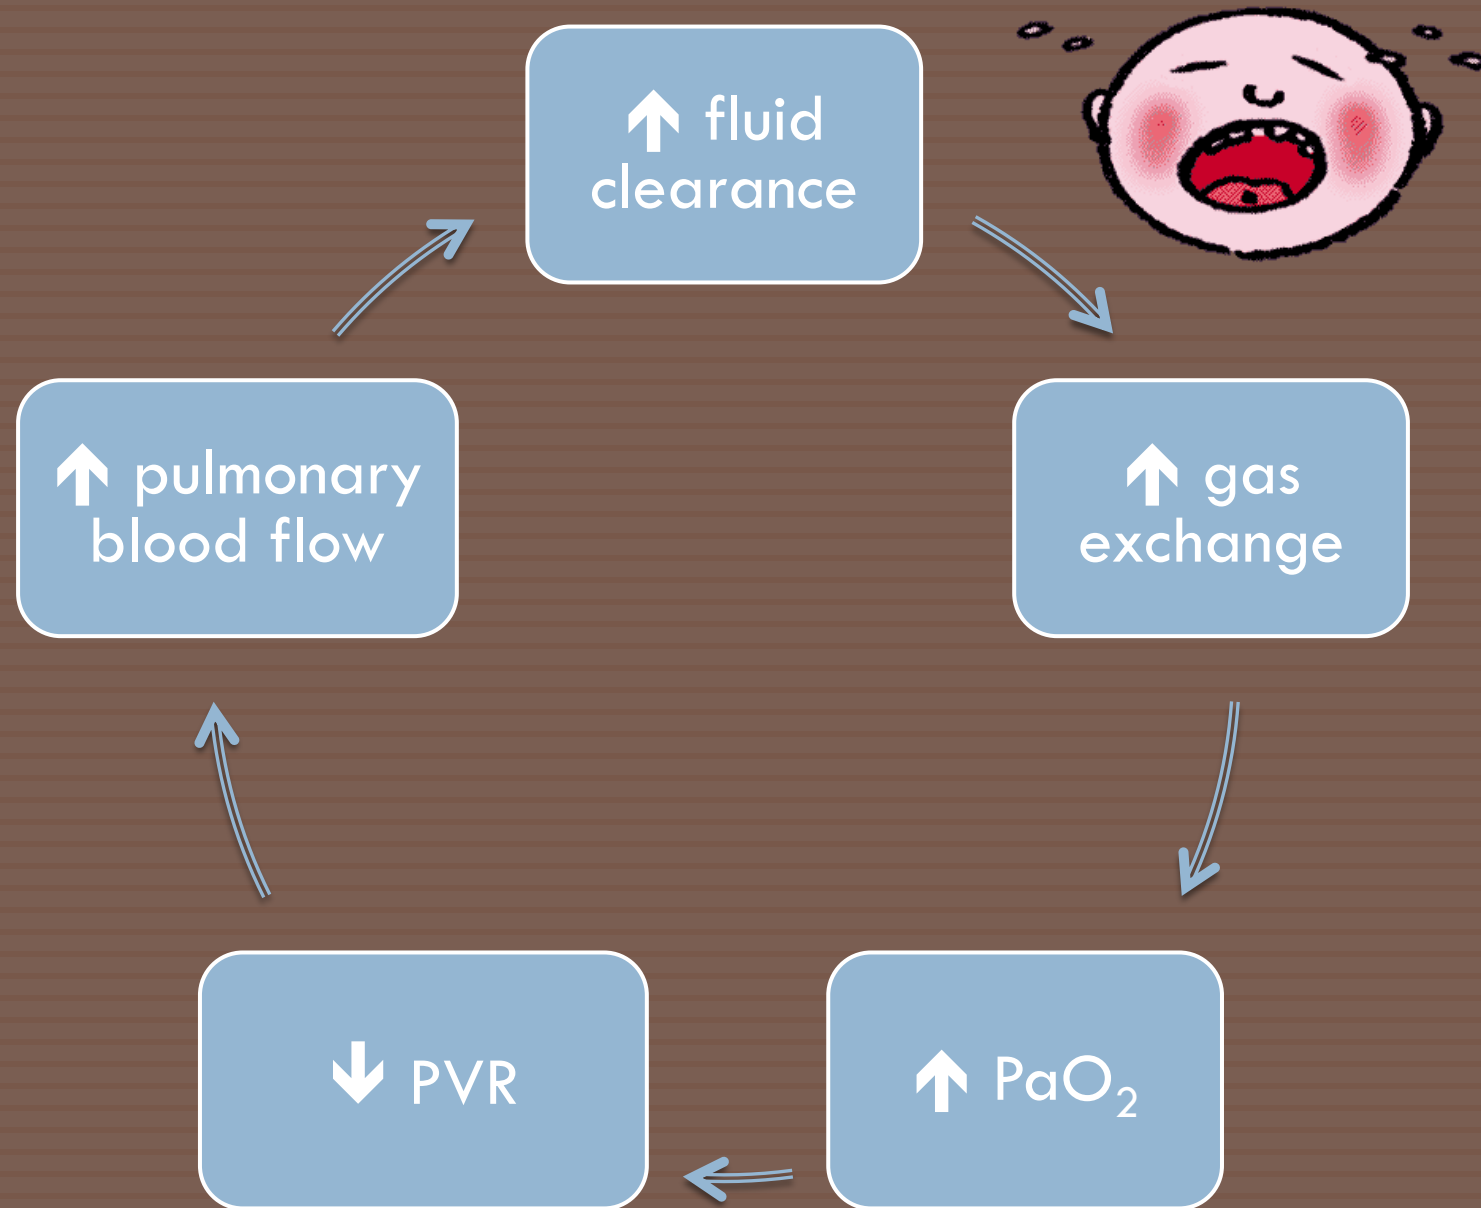 ↑ fluid
clearance
↑ gas
exchange
↑ PaO₂
↓ PVR
↑ pulmonary
blood flow